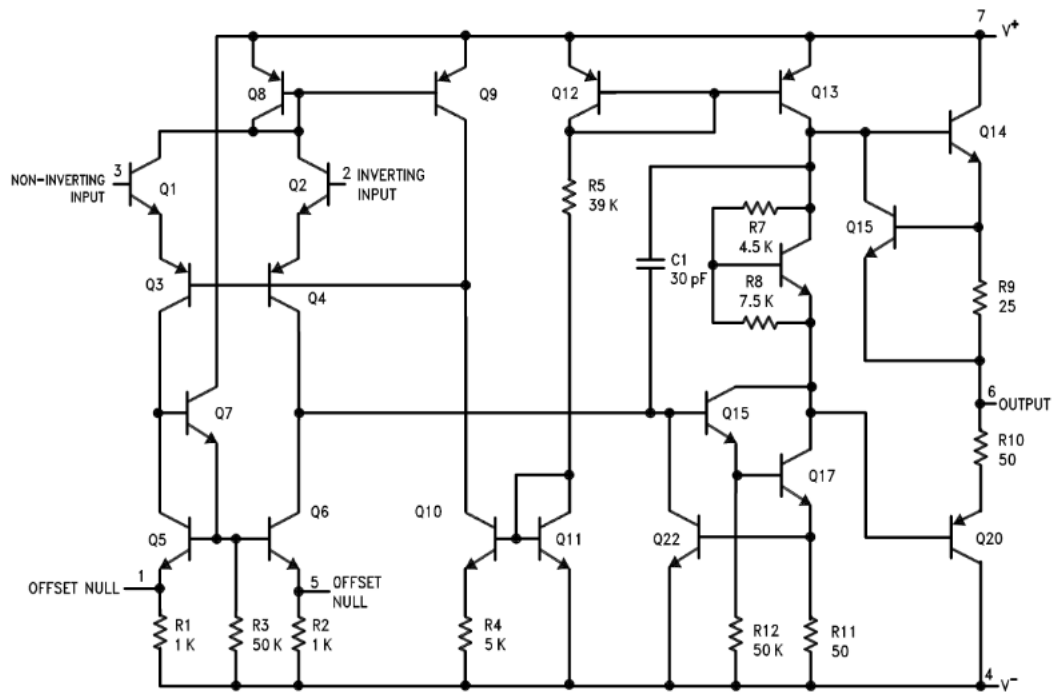 7
V+
Q8
Q9
Q12
Q13
Q14
3
NON-INVERTING
INPUT
Q1
Q2
2
INVERTING
INPUT
R5
39 K
Q15
R7
4.5 K
C1
30 pF
R8
7.5 K
Q3
Q4
R9
25
Q7
Q15
6
OUTPUT
R10
50
Q17
Q5
Q6
Q10
Q11
Q22
Q20
1
OFFSET NULL
5
OFFSET
NULL
R1
1 K
R3
50 K
R2
1 K
R4
5 K
R12
50 K
R11
50
4
V-